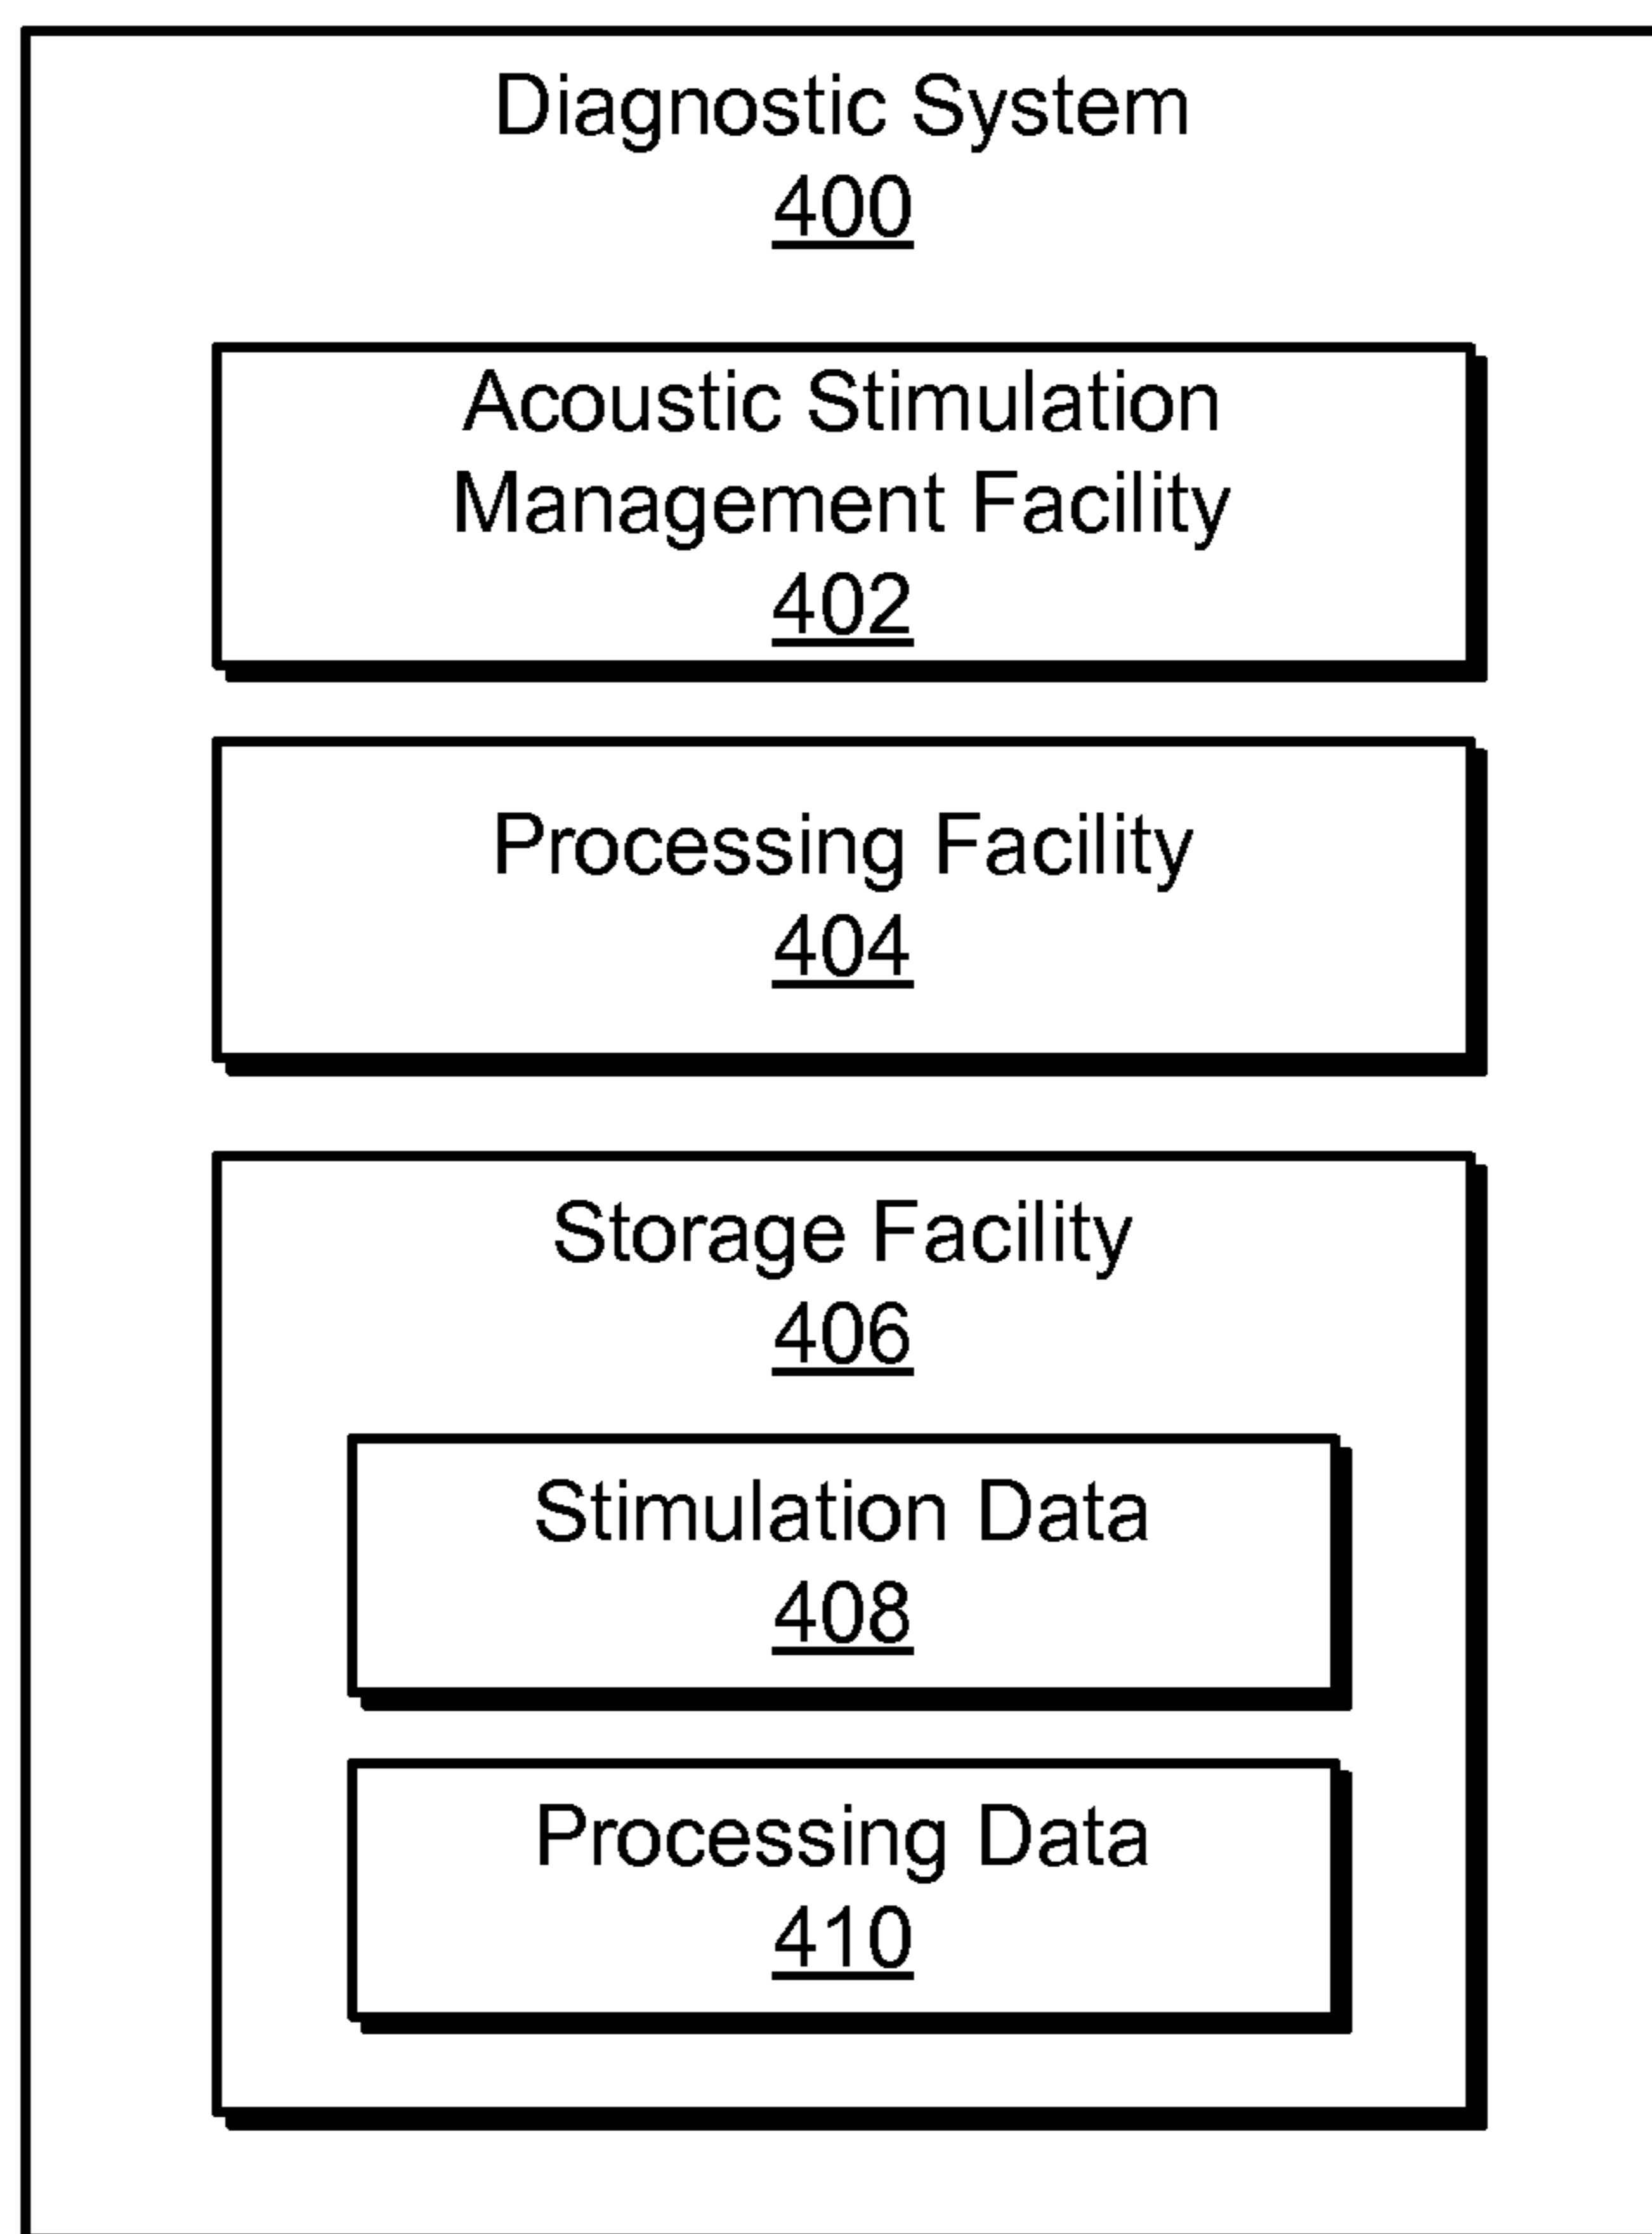 Diagnostic System
400
Acoustic Stimulation
Management Facility
402
Processing Facility
404
Storage Facility
406
Stimulation Data
408
Processing Data
410